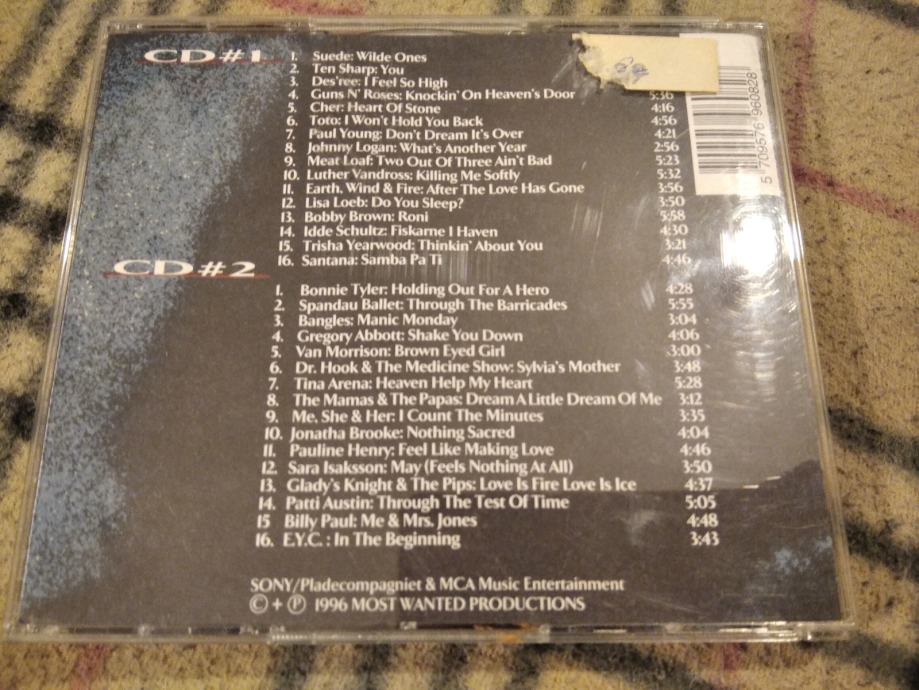 CD #1
1. Suede: Wilde Ones
2. Ten Sharp: You
3. Des'ree: I Feel So High
4. Guns N' Roses: Knockin' On Heaven's Door 5:36
5. Cher: Heart Of Stone 4:16
6. Toto: I Won't Hold You Back 4:56
7. Paul Young: Don't Dream It's Over 4:21
8. Johnny Logan: What's Another Year 2:56
9. Meat Loaf: Two Out Of Three Ain't Bad 5:23
10. Luther Vandross: Killing Me Softly 5:32
11. Earth, Wind & Fire: After The Love Has Gone 3:56
12. Lisa Loeb: Do You Sleep? 3:50
13. Bobby Brown: Roni 5:58
14. Idde Schultz: Fiskarne I Haven 4:30
15. Trisha Yearwood: Thinkin' About You 3:21
16. Santana: Samba Pa Ti 4:46
CD #2
1. Bonnie Tyler: Holding Out For A Hero 4:28
2. Spandau Ballet: Through The Barricades 5:55
3. Bangles: Manic Monday 3:04
4. Gregory Abbott: Shake You Down 4:06
5. Van Morrison: Brown Eyed Girl 3:00
6. Dr. Hook & The Medicine Show: Sylvia's Mother 3:48
7. Tina Arena: Heaven Help My Heart 5:28
8. The Mamas & The Papas: Dream A Little Dream Of Me 3:12
9. Me, She & Her: I Count The Minutes 3:35
10. Jonatha Brooke: Nothing Sacred 4:04
11. Pauline Henry: Feel Like Making Love 4:46
12. Sara Isaksson: May (Feels Nothing At All) 3:50
13. Glady's Knight & The Pips: Love Is Fire Love Is Ice 4:37
14. Patti Austin: Through The Test Of Time 5:05
15 Billy Paul: Me & Mrs. Jones 4:48
16. E.Y.C. : In The Beginning 3:43
SONY/Pladecompagniet & MCA Music Entertainment
© + ℗ 1996 MOST WANTED PRODUCTIONS
5 709576 960828